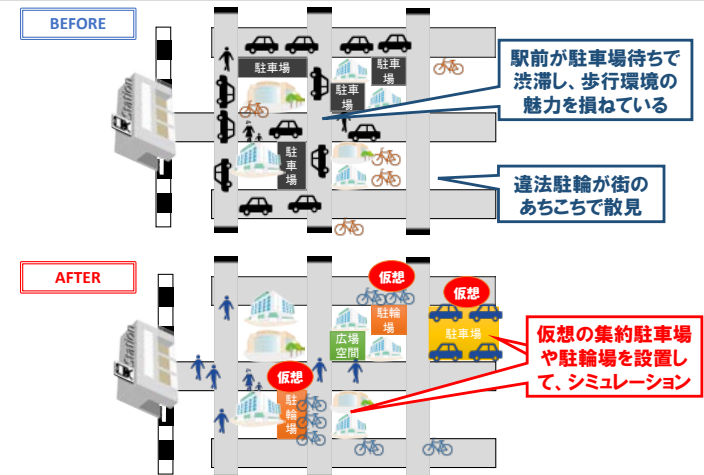 BEFORE
駅前が駐車場待ちで
渋滞し、歩行環境の
魅力を損ねている
駐車場
駐車
場
駐車
場
station
駐
車
場
違法駐輪が街の
あちこちで散見
AFTER
仮想
仮想
駐輪
場
駐車場
広場
空間
station
仮想
駐
輪
場
仮想の集約駐車場
や駐輪場を設置し
て、シミュレーション